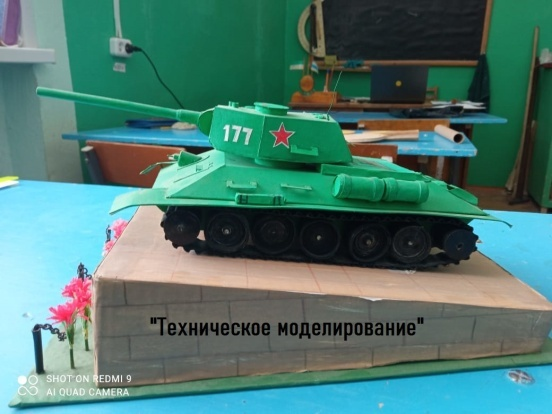 177
"Техническое моделирование"
SHOT ON REDMI 9
AI QUAD CAMERA